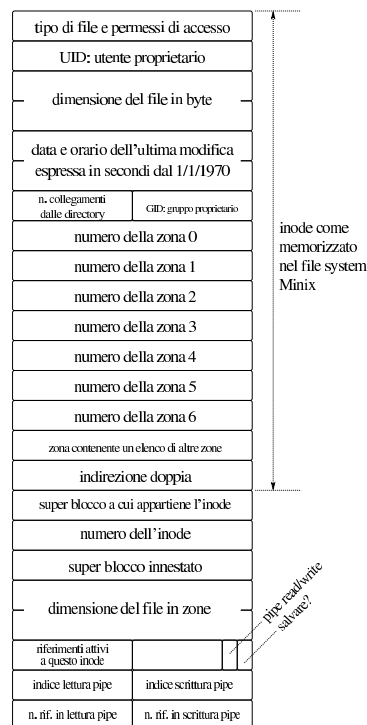 tipo di file e permessi di accesso
UID: utente proprietario
dimensione del file in byte
data e orario dell'ultima modifica
espressa in secondi dal 1/1/1970
n. collegamenti
dalle directory
GID: gruppo proprietario
numero della zona 0
numero della zona 1
numero della zona 2
numero della zona 3
numero della zona 4
numero della zona 5
numero della zona 6
zona contenente un elenco di altre zone
indirezione doppia
inode come
memorizzato
nel file system
Minix
super blocco a cui appartiene l'inode
numero dell'inode
super blocco innestato
dimensione del file in zone
pipe read/write
salvare?
riferimenti attivi
a questo inode
indice lettura pipe
indice scrittura pipe
n. rif. in lettura pipe
n. rif. in scrittura pipe